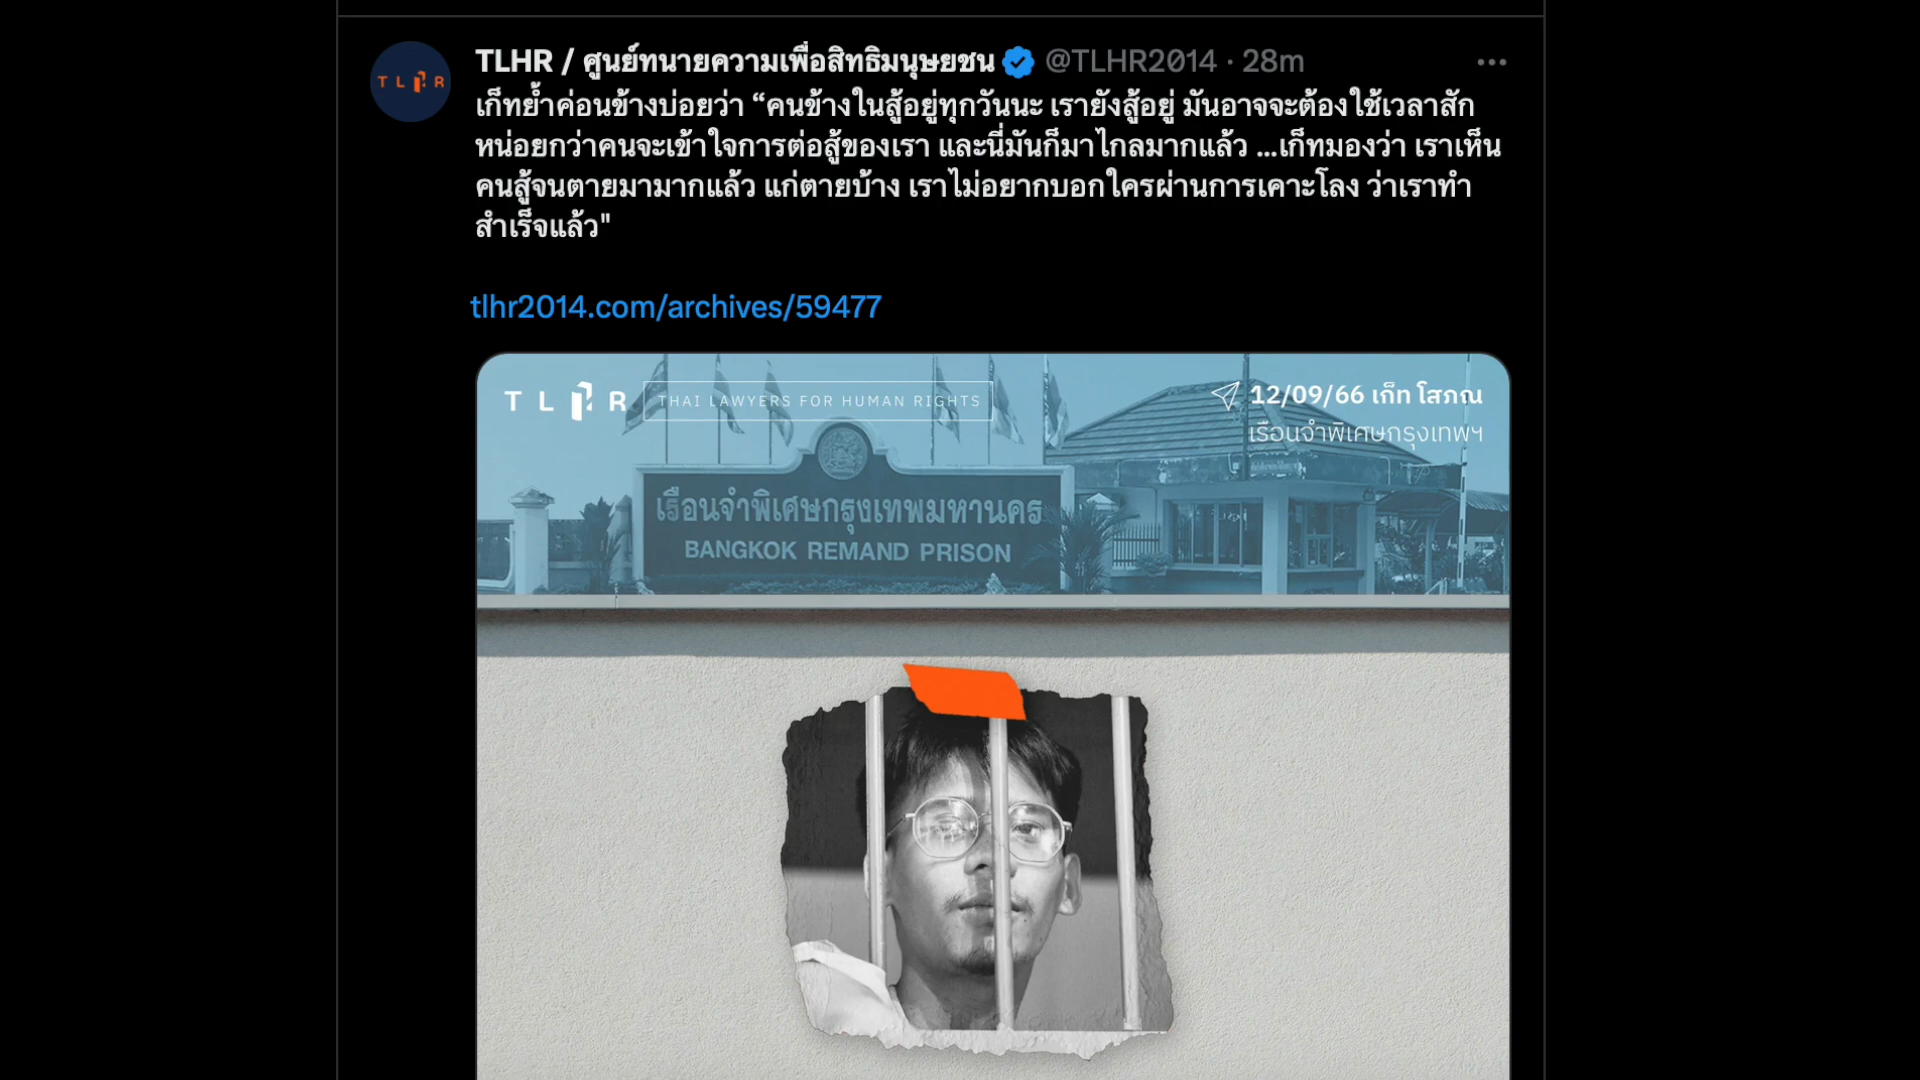 TLHR / ศูนย์ทนายความเพื่อสิทธิมนุษยชน @TLHR2014 · 28m
TLHR
เก็ทย้ำค่อนข้างบ่อยว่า “คนข้างในสู้อยู่ทุกวันนะ เรายังสู้อยู่ มันอาจจะต้องใช้เวลาสัก
หน่อยกว่าคนจะเข้าใจการต่อสู้ของเรา และนี่มันก็มาไกลมากแล้ว ...เก็ทมองว่า เราเห็น
คนสู้จนตายมามากแล้ว แก่ตายบ้าง เราไม่อยากบอกใครผ่านการเคาะโลง ว่าเราทำ
สำเร็จแล้ว"
tlhr2014.com/archives/59477
TLHR THAI LAWYERS FOR HUMAN RIGHTS
12/09/66 เก็ท โสภณ
เรือนจำพิเศษกรุงเทพฯ
เรือนจำพิเศษกรุงเทพมหานคร
BANGKOK REMAND PRISON